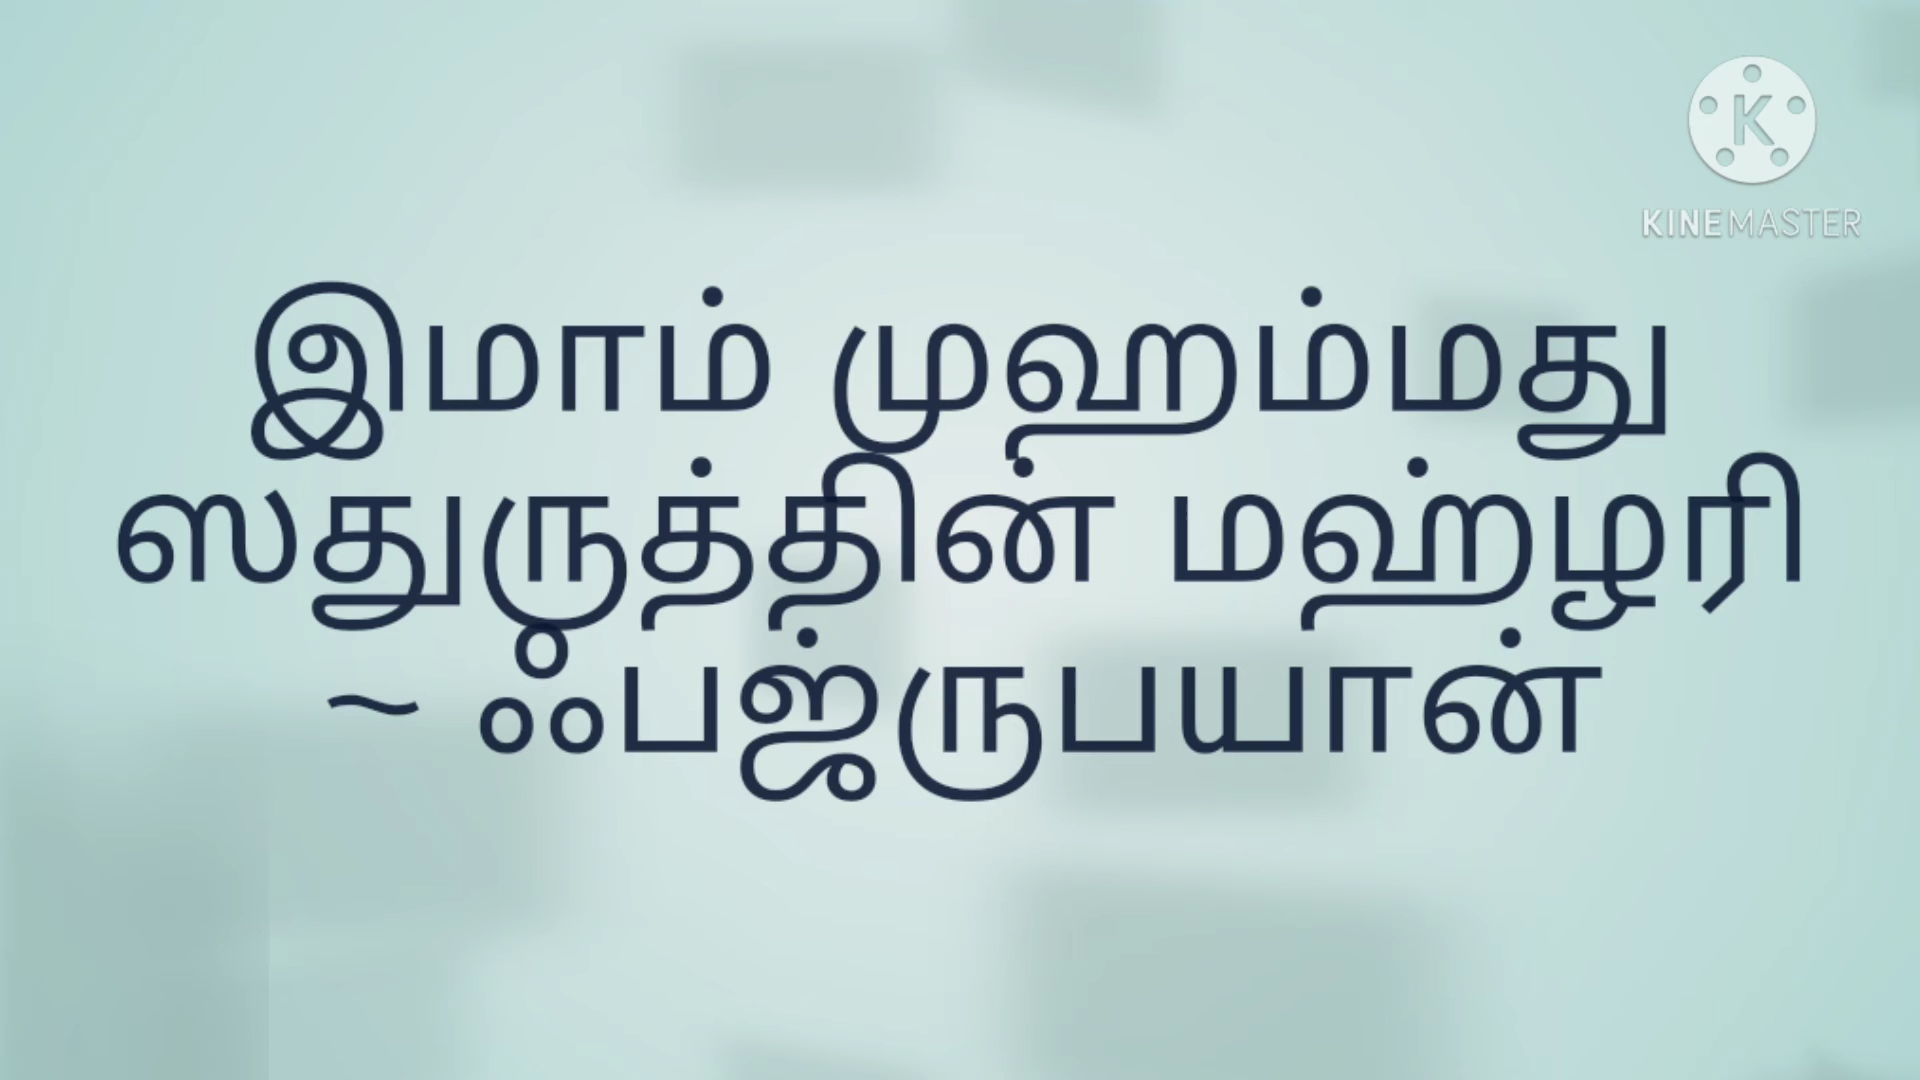 KINEMASTER
இமாம் முஹம்மது
ஸதுருத்தின் மஹ்ழரி
~ ஃபஜ்ருபயான்